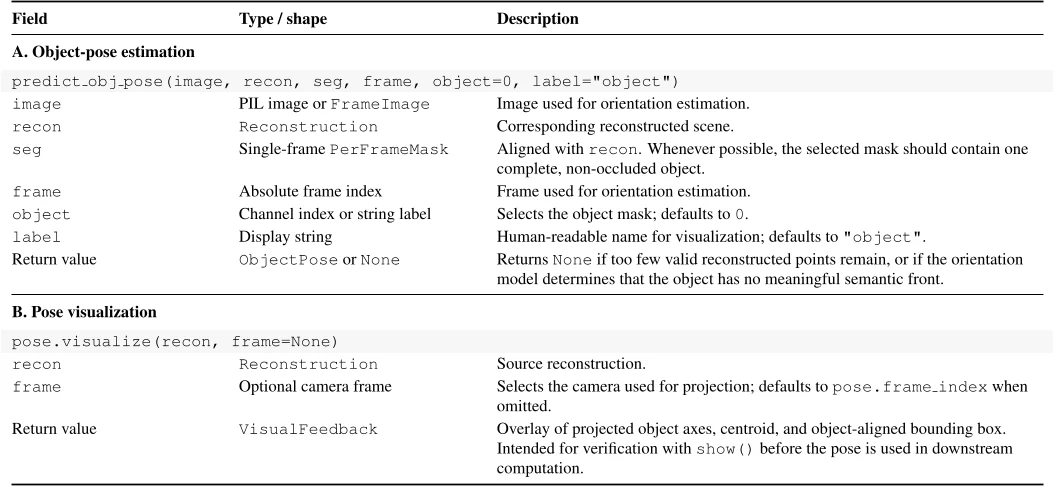 Field Type / shape Description
A. Object-pose estimation
predict_obj_pose(image, recon, seg, frame, object=0, label="object")
image PIL image or FrameImage Image used for orientation estimation.
recon Reconstruction Corresponding reconstructed scene.
seg Single-frame PerFrameMask Aligned with recon. Whenever possible, the selected mask should contain one
complete, non-occluded object.
frame Absolute frame index Frame used for orientation estimation.
object Channel index or string label Selects the object mask; defaults to 0.
label Display string Human-readable name for visualization; defaults to "object".
Return value ObjectPose or None Returns None if too few valid reconstructed points remain, or if the orientation
model determines that the object has no meaningful semantic front.
B. Pose visualization
pose.visualize(recon, frame=None)
recon Reconstruction Source reconstruction.
frame Optional camera frame Selects the camera used for projection; defaults to pose.frame_index when
omitted.
Return value VisualFeedback Overlay of projected object axes, centroid, and object-aligned bounding box.
Intended for verification with show() before the pose is used in downstream
computation.